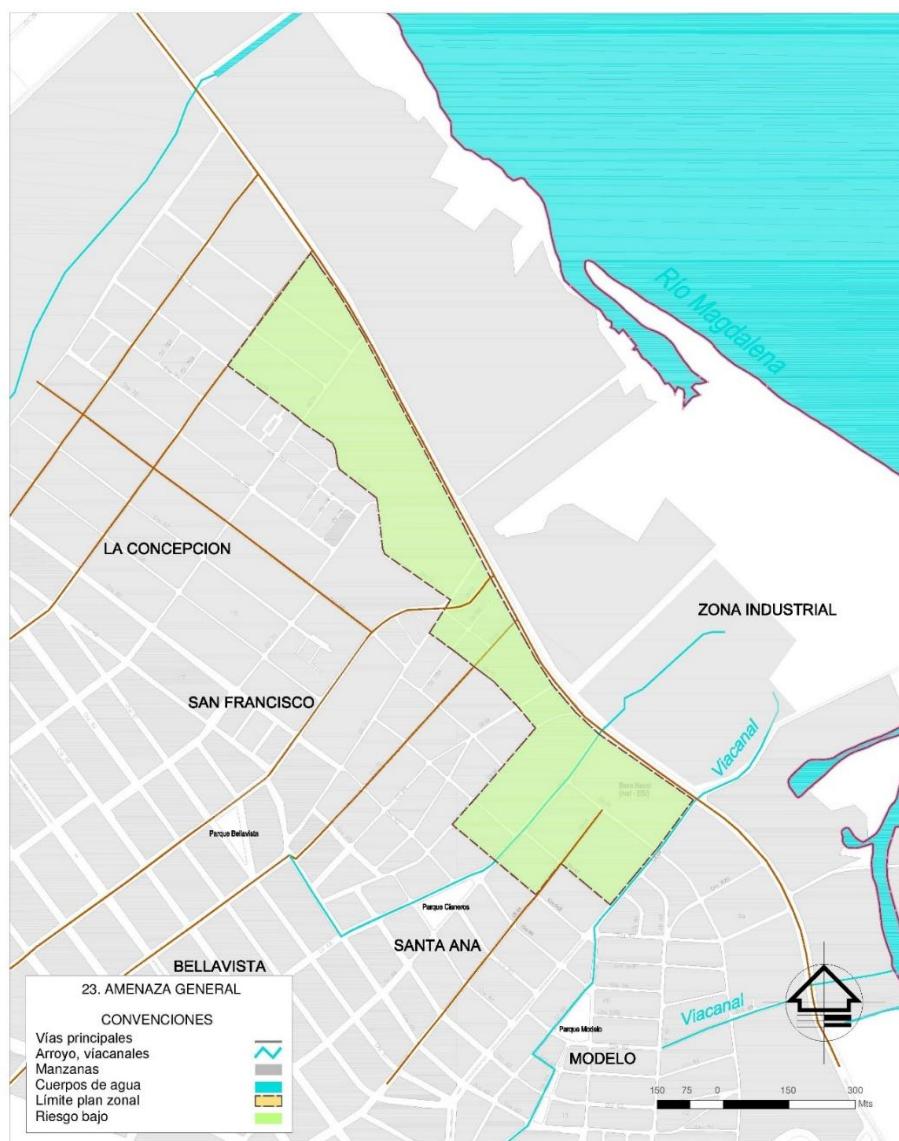 Río Magdalena
LA CONCEPCION
ZONA INDUSTRIAL
SAN FRANCISCO
Viacanal
Parque Bellavista
Parque Cisneros
SANTA ANA
BELLAVISTA
Viacanal
Parque Modelo
MODELO
23. AMENAZA GENERAL
CONVENCIONES
Vías principales
Arroyo, víacanales
Manzanas
Cuerpos de agua
Límite plan zonal
Riesgo bajo
150 75 0 150 300
Mts